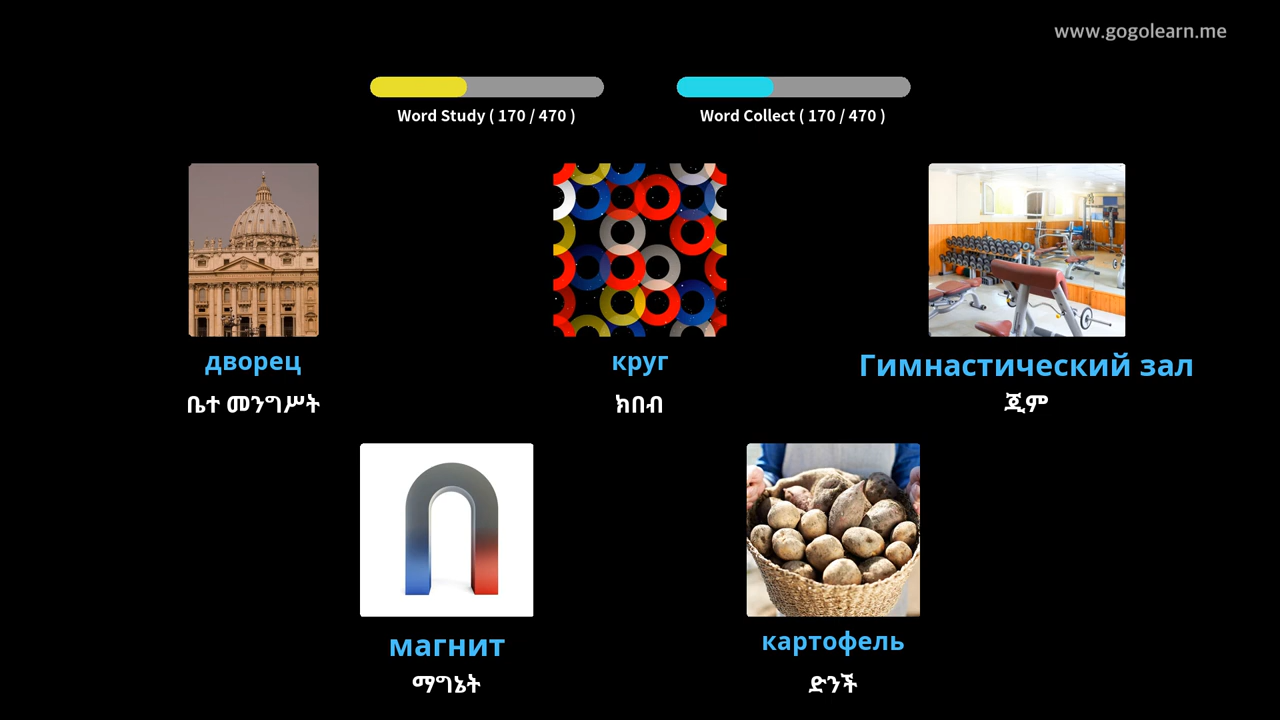 www.gogolearn.me
Word Study ( 170 / 470 )
Word Collect ( 170 / 470 )
дворец
ቤተ መንግሥት
круг
ክበብ
Гимнастический зал
ጂም
магнит
ማግኔት
картофель
ድንች